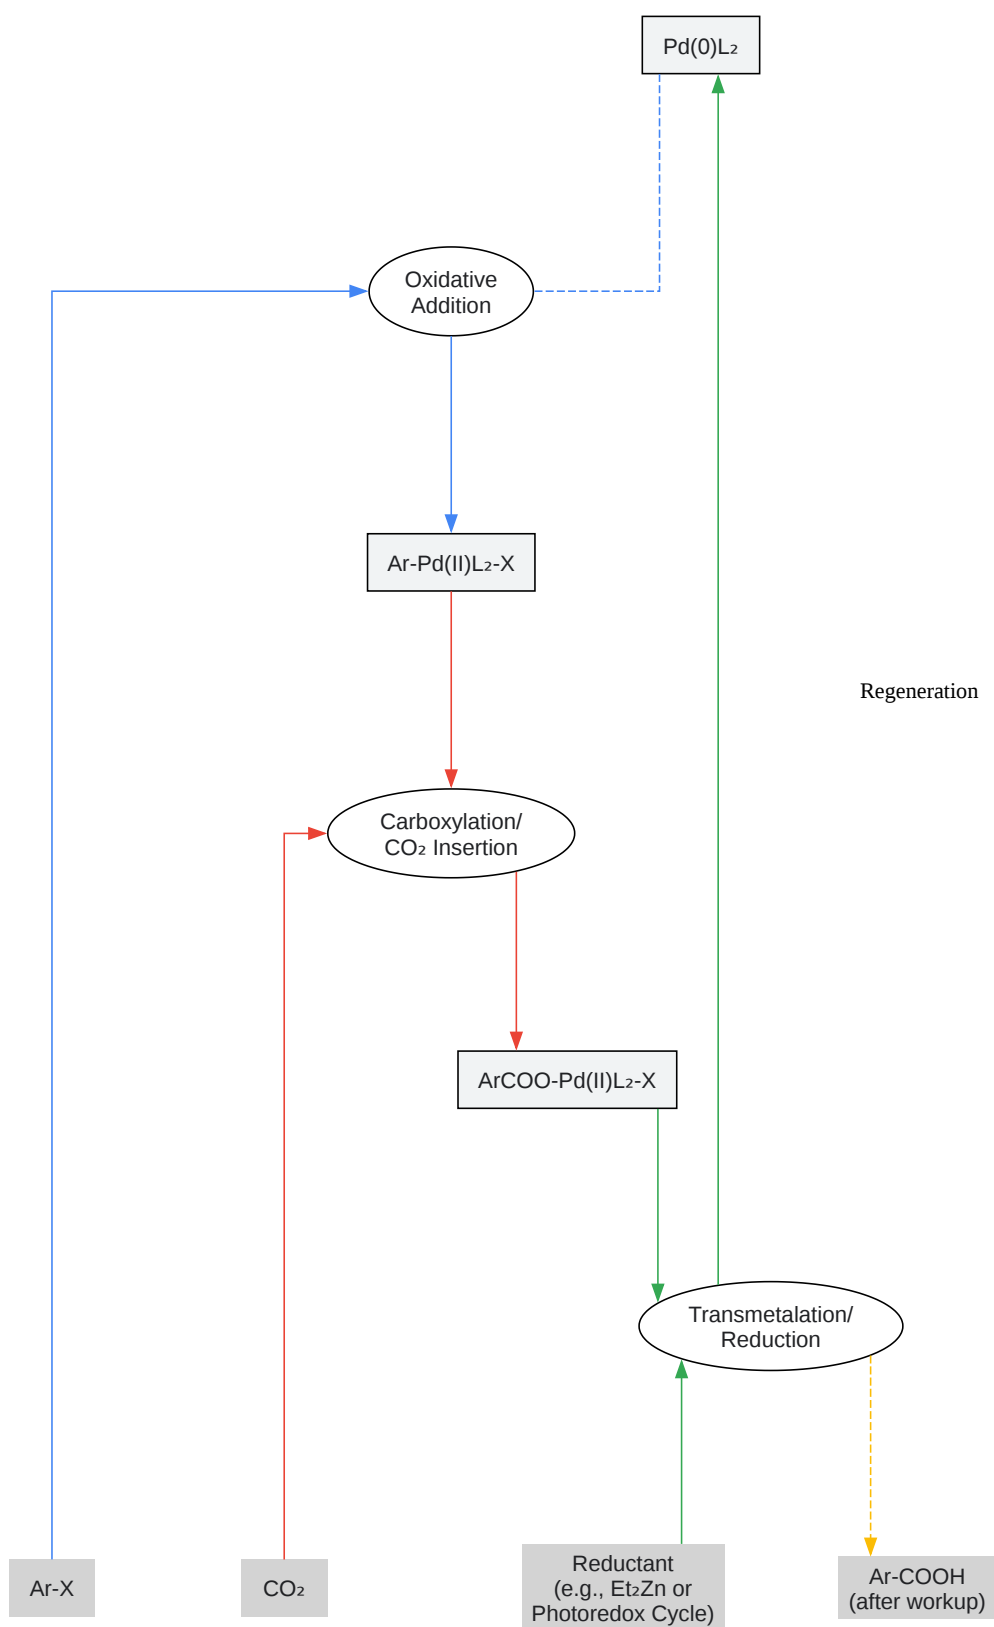 Pd(0)L₂
Oxidative
Addition
Ar-Pd(II)L₂-X
Regeneration
Carboxylation/
CO₂ Insertion
ArCOO-Pd(II)L₂-X
Transmetalation/
Reduction
Ar-X
CO₂
Reductant
(e.g., Et₂Zn or
Photoredox Cycle)
Ar-COOH
(after workup)